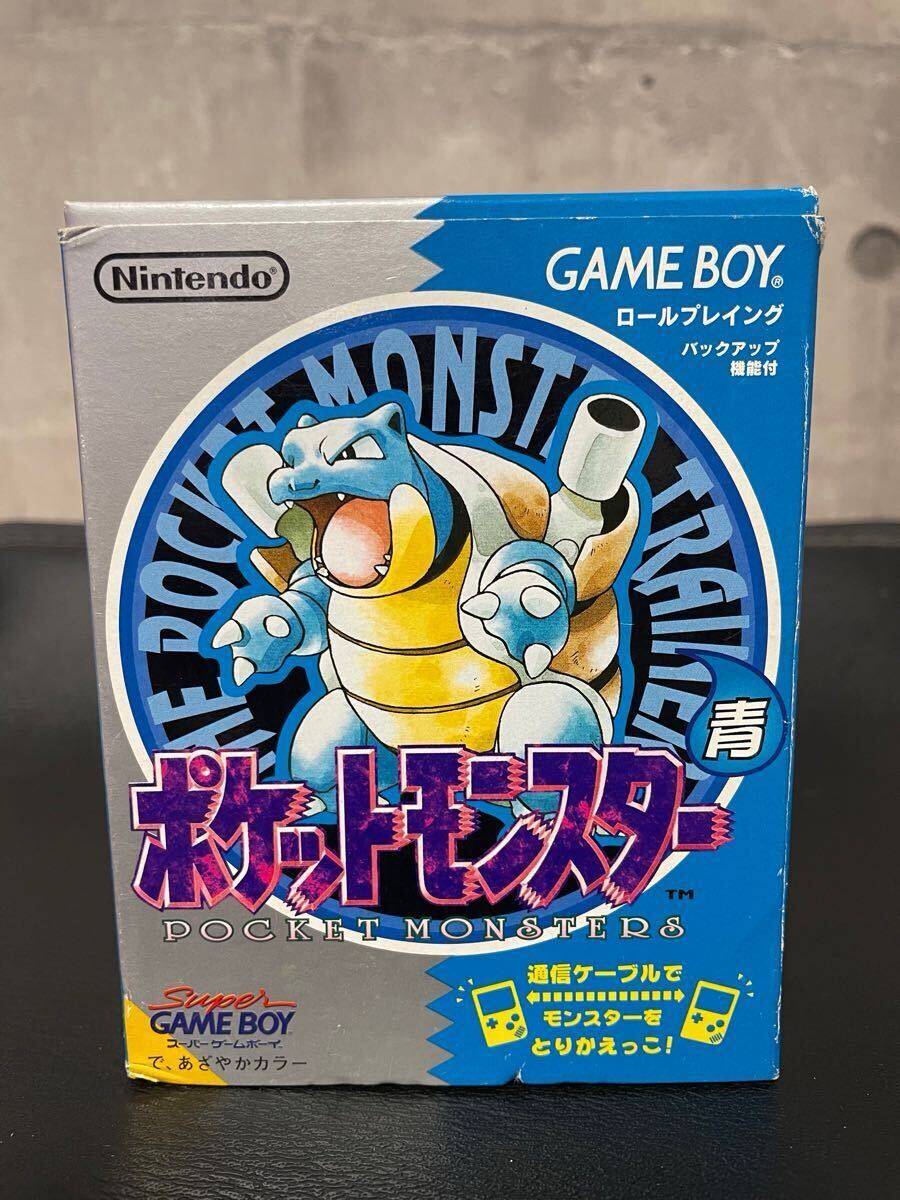 Nintendo®
GAME BOY®
ロールプレイング
バックアップ
機能付
THE POCKET MONSTER TRAINER
青
ポケットモンスター
TM
POCKET MONSTERS
Super
GAME BOY
スーパーゲームボーイ
で、あざやかカラー
通信ケーブルで
モンスターを
とりかえっこ!